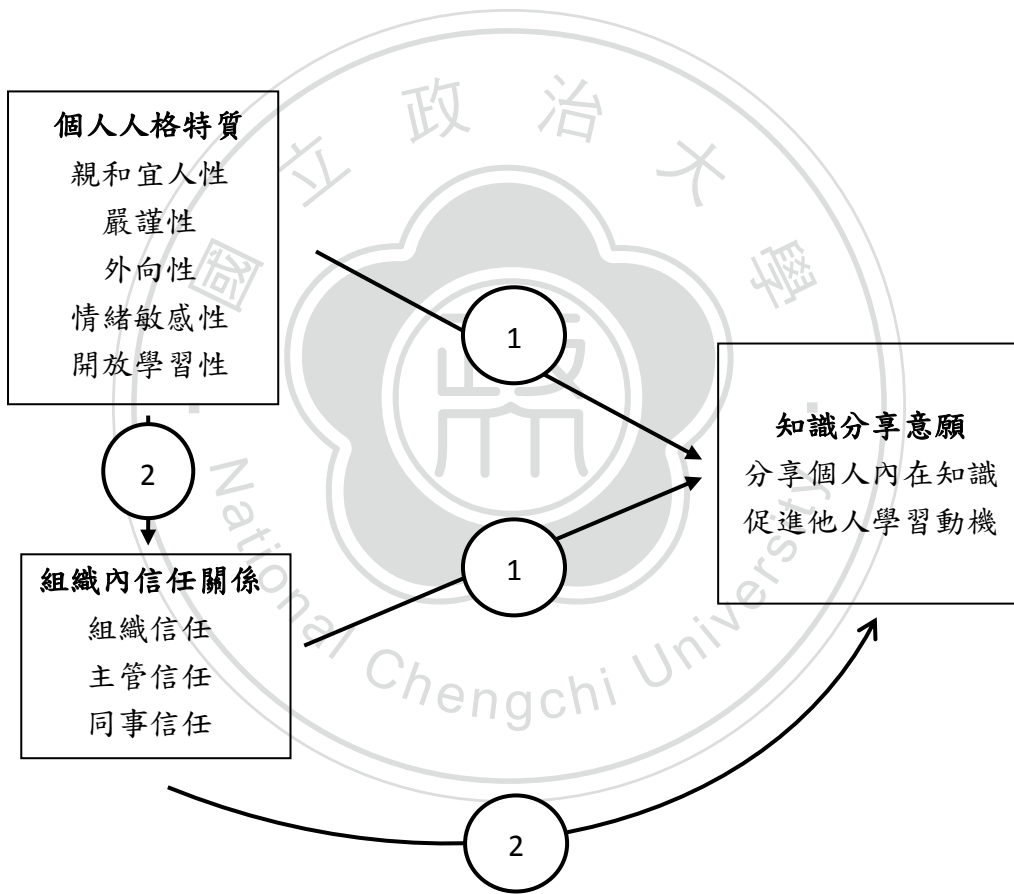 個人人格特質
親和宜人性
嚴謹性
外向性
情緒敏感性
開放學習性
1
2
知識分享意願
分享個人內在知識
促進他人學習動機
組織內信任關係
組織信任
主管信任
同事信任
1
2
國立政治大學
National Chengchi University
政